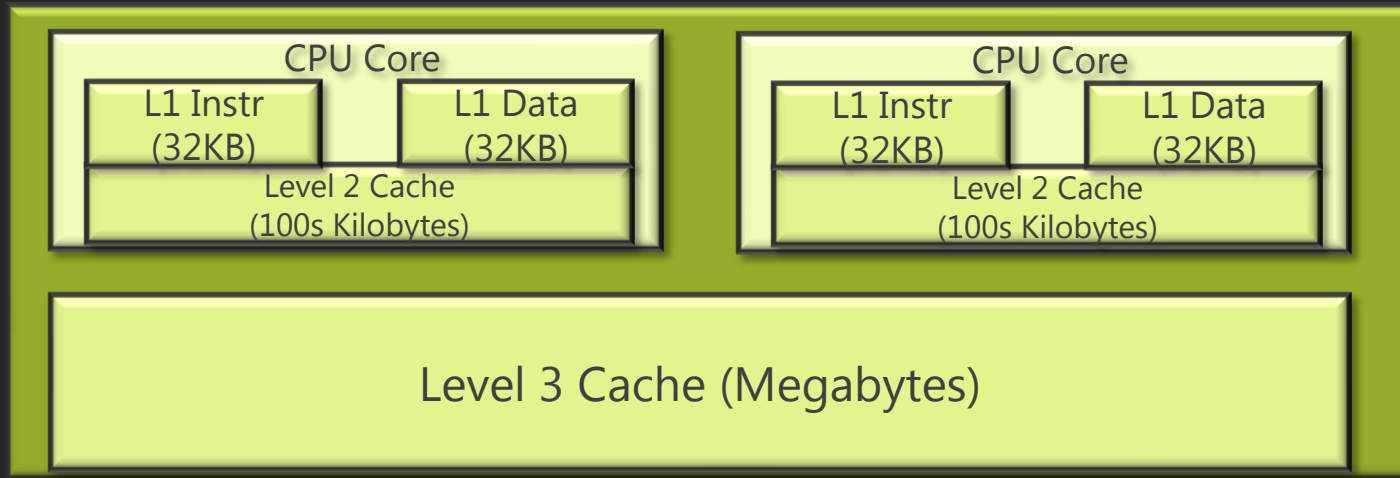 CPU Core
L1 Instr
(32KB)
L1 Data
(32KB)
Level 2 Cache
(100s Kilobytes)
CPU Core
L1 Instr
(32KB)
L1 Data
(32KB)
Level 2 Cache
(100s Kilobytes)
Level 3 Cache (Megabytes)